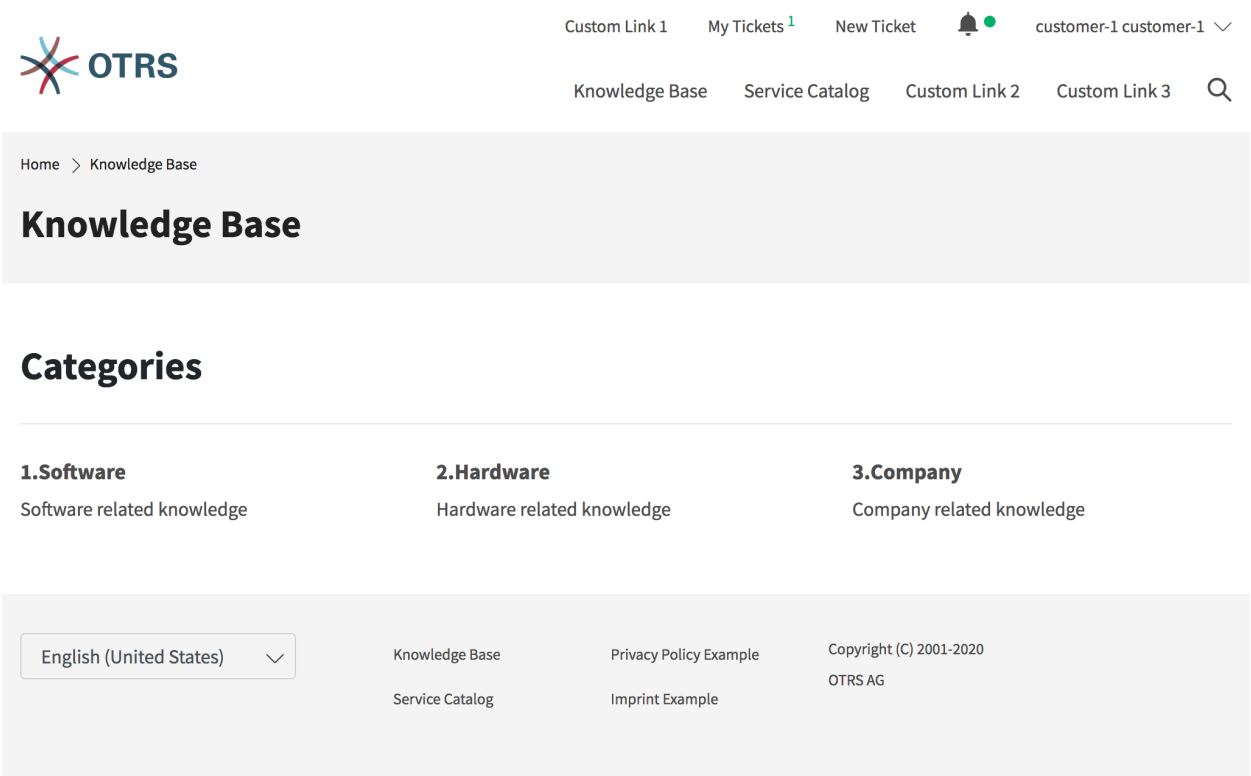 Custom Link 1 My Tickets 1 New Ticket customer-1 customer-1
OTRS
Knowledge Base Service Catalog Custom Link 2 Custom Link 3
Home Knowledge Base
Knowledge Base
Categories
1.Software 2.Hardware 3.Company
Software related knowledge Hardware related knowledge Company related knowledge
English (United States) Knowledge Base Privacy Policy Example Copyright (C) 2001-2020
OTRS AG
Service Catalog Imprint Example